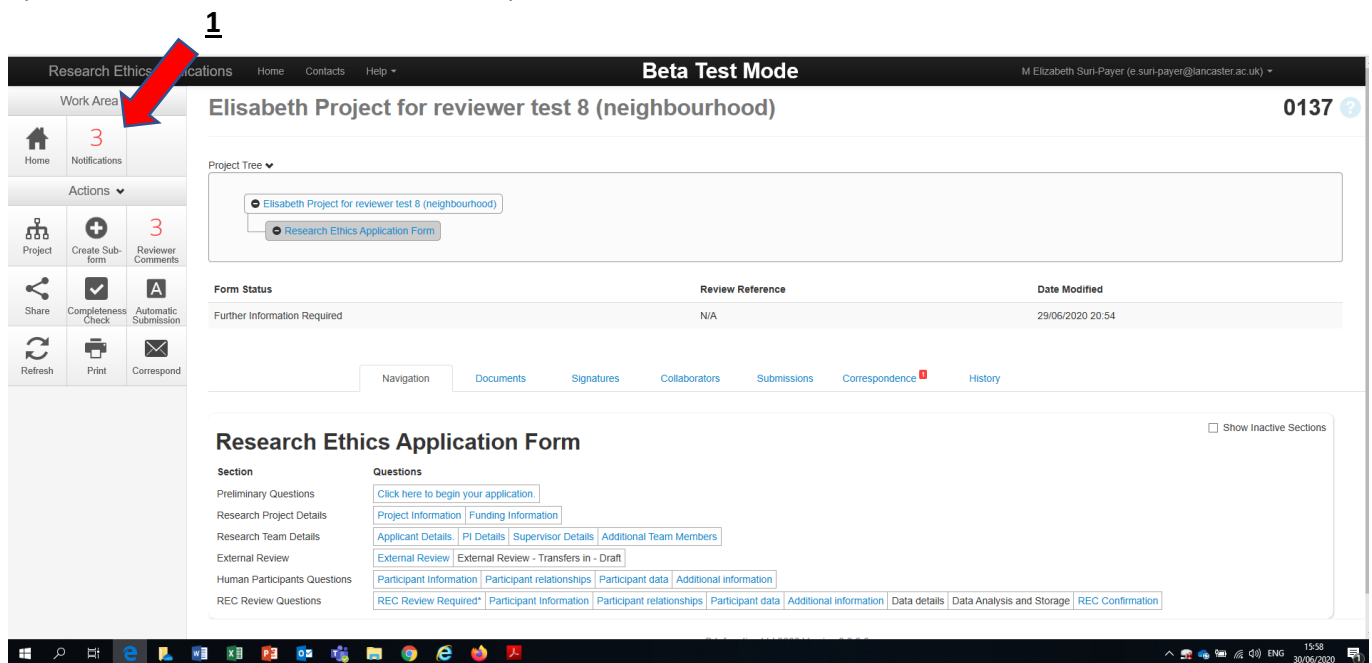 1
Research Ethics Applications Home Contacts Help Beta Test Mode M Elizabeth Suri-Payer (e.suri-payer@lancaster.ac.uk)
Work Area
Elisabeth Project for reviewer test 8 (neighbourhood) 0137 ?
3
Home Notifications
Project Tree
Actions
Elisabeth Project for reviewer test 8 (neighbourhood)
Research Ethics Application Form
3
Project Create Sub-form Reviewer Comments
Form Status Review Reference Date Modified
Further Information Required N/A 29/06/2020 20:54
A
Share Completeness Check Automatic Submission
Refresh Print Correspond
Navigation Documents Signatures Collaborators Submissions Correspondence 1 History
Show Inactive Sections
Research Ethics Application Form
Section Questions
Preliminary Questions Click here to begin your application.
Research Project Details Project Information Funding Information
Research Team Details Applicant Details. PI Details Supervisor Details Additional Team Members
External Review External Review External Review - Transfers in - Draft
Human Participants Questions Participant Information Participant relationships Participant data Additional information
REC Review Questions REC Review Required* Participant Information Participant relationships Participant data Additional information Data details Data Analysis and Storage REC Confirmation
ENG 15:58
30/06/2020